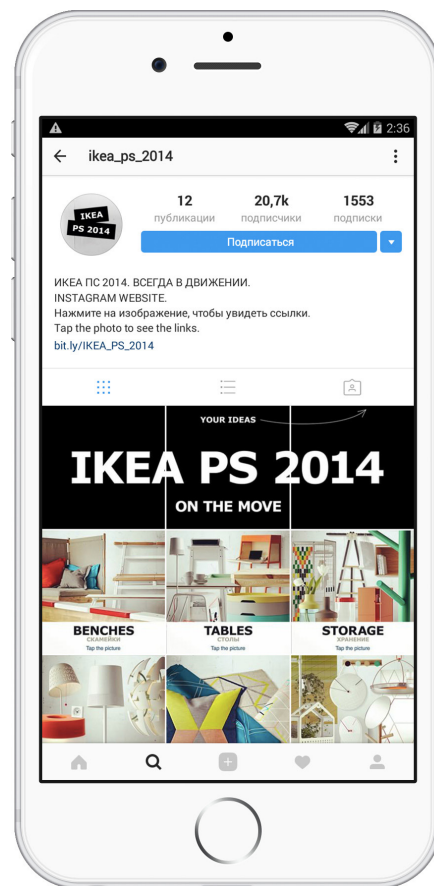 2:36
ikea_ps_2014
IKEA
PS 2014
12 20,7k 1553
публикации подписчики подписки
Подписаться
ИКЕА ПС 2014. ВСЕГДА В ДВИЖЕНИИ.
INSTAGRAM WEBSITE.
Нажмите на изображение, чтобы увидеть ссылки.
Tap the photo to see the links.
bit.ly/IKEA_PS_2014
YOUR IDEAS
IKEA PS 2014
ON THE MOVE
BENCHES TABLES STORAGE
СКАМЕЙКИ СТОЛЫ ХРАНЕНИЕ
Tap the picture Tap the picture Tap the picture